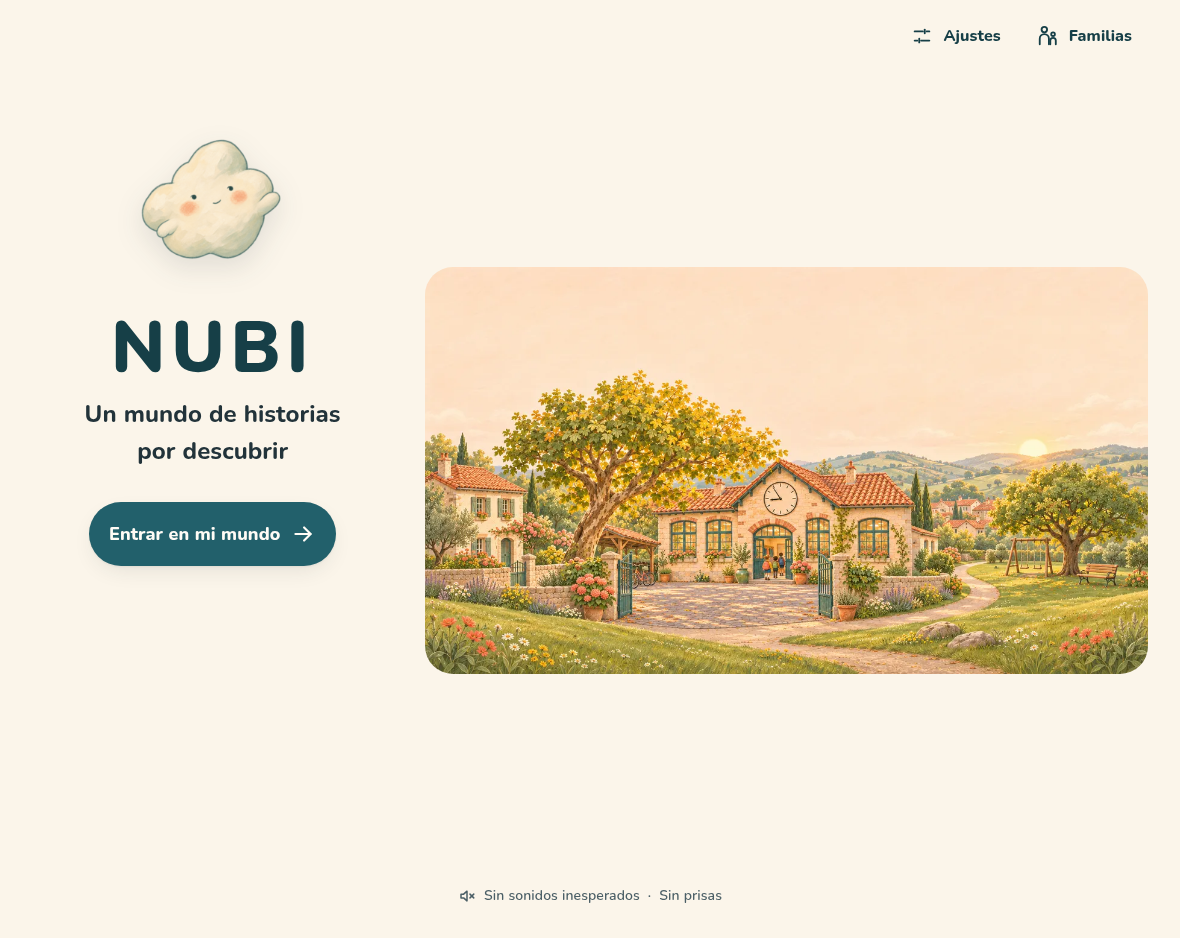 Ajustes
Familias
NUBI
Un mundo de historias
por descubrir
Entrar en mi mundo
Sin sonidos inesperados · Sin prisas